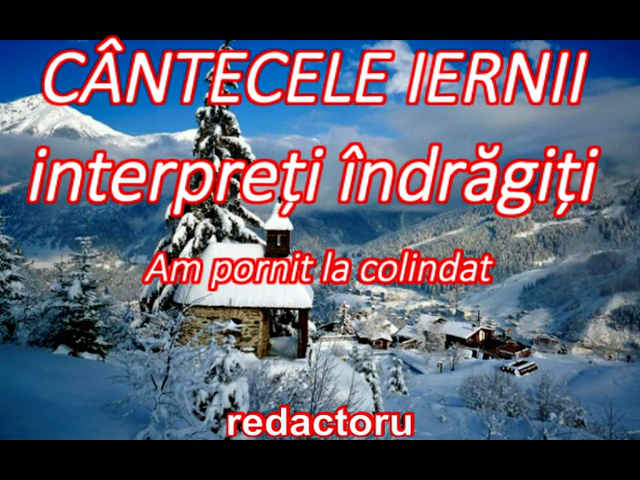 CÂNTECELE IERNII
interpreți îndrăgiți
Am pornit la colindat
redactoru